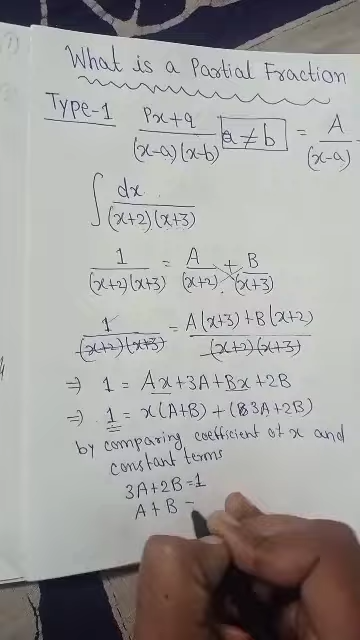 What is a Partial Fraction
Type-1 px+q/(x-a)(x-b) a ≠ b = A/(x-a)
∫ dx/(x+2)(x+3)
1/(x+2)(x+3) = A/(x+2) + B/(x+3)
1/(x+2)(x+3) = A(x+3)+B(x+2)/(x+2)(x+3)
⇒ 1 = Ax+3A+Bx+2B
⇒ 1 = x(A+B) + (3A+2B)
by comparing coefficient of x and
constant terms
3A+2B=1
A+B =